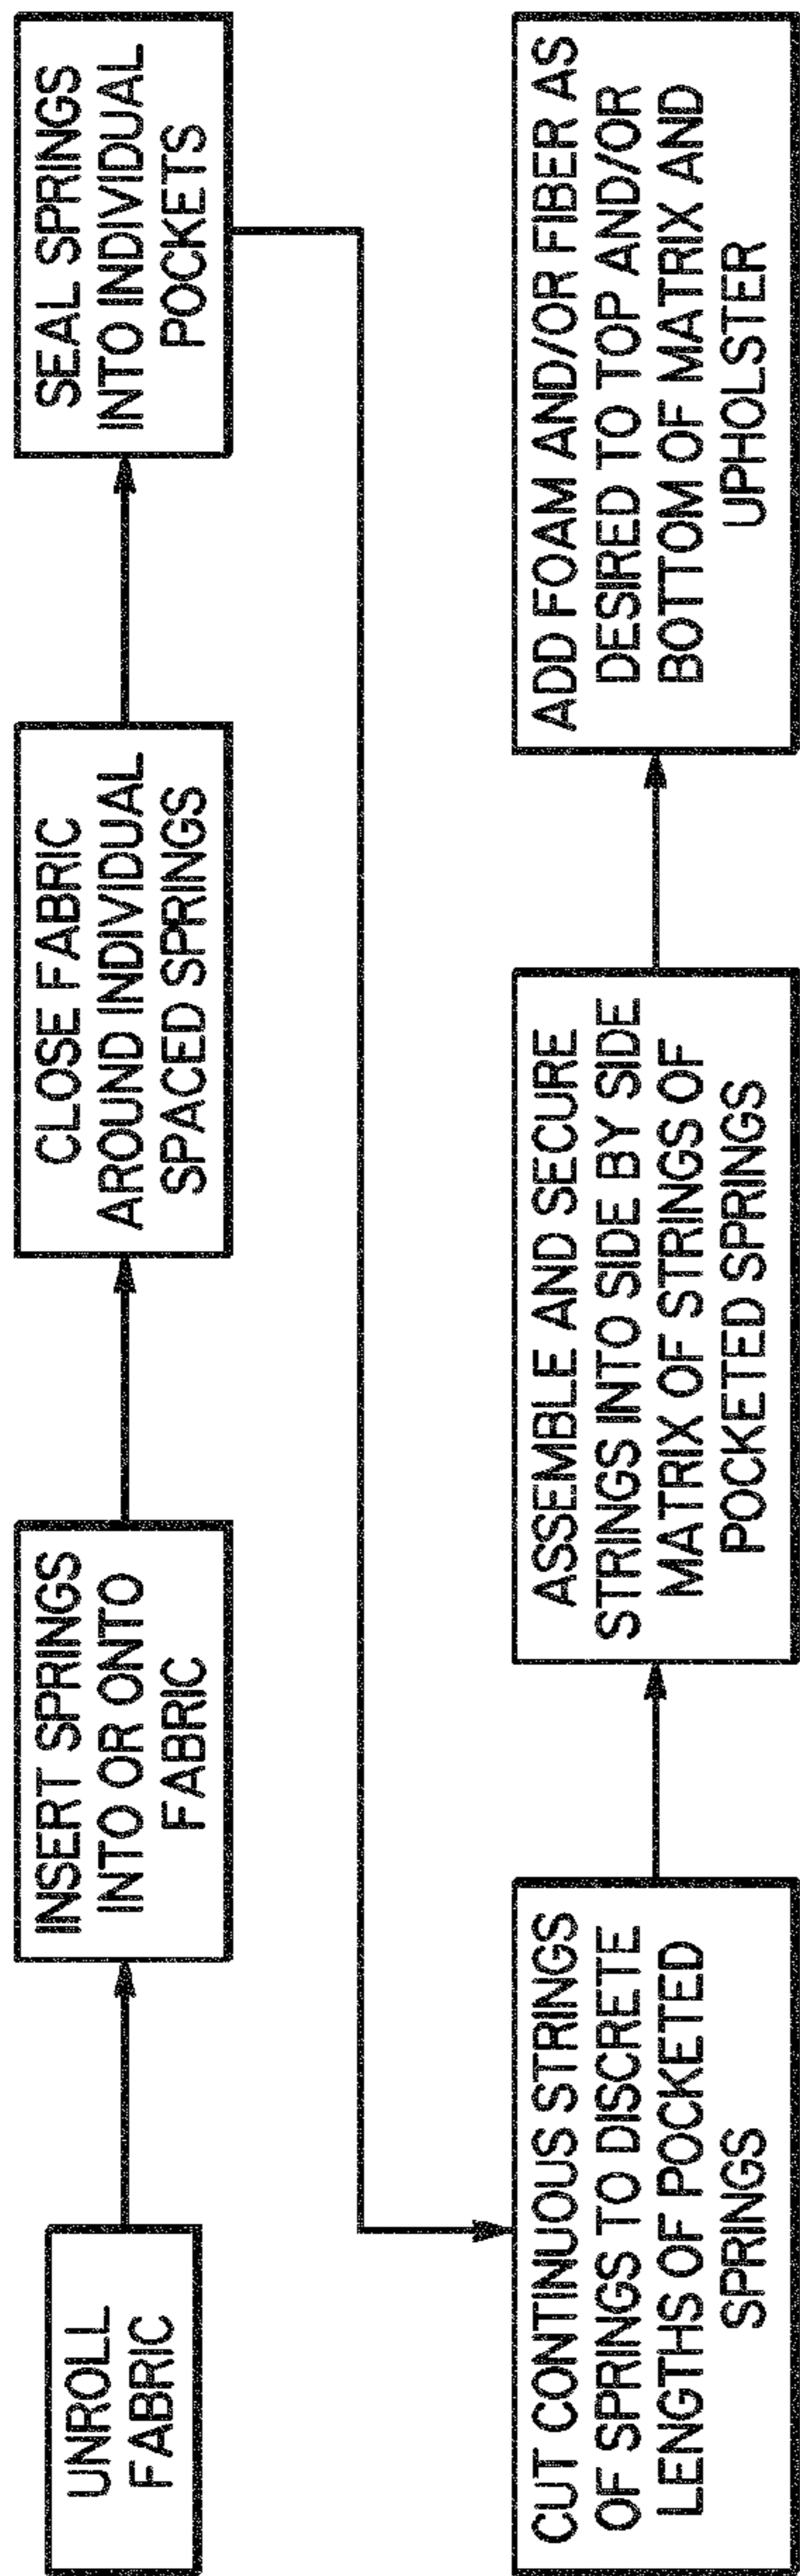 UNROLL
FABRIC
INSERT SPRINGS
INTO OR ONTO
FABRIC
CLOSE FABRIC
AROUND INDIVIDUAL
SPACED SPRINGS
SEAL SPRINGS
INTO INDIVIDUAL
POCKETS
CUT CONTINUOUS STRINGS
OF SPRINGS TO DISCRETE
LENGTHS OF POCKETED
SPRINGS
ASSEMBLE AND SECURE
STRINGS INTO SIDE BY SIDE
MATRIX OF STRINGS OF
POCKETED SPRINGS
ADD FOAM AND/OR FIBER AS
DESIRED TO TOP AND/OR
BOTTOM OF MATRIX AND
UPHOLSTER